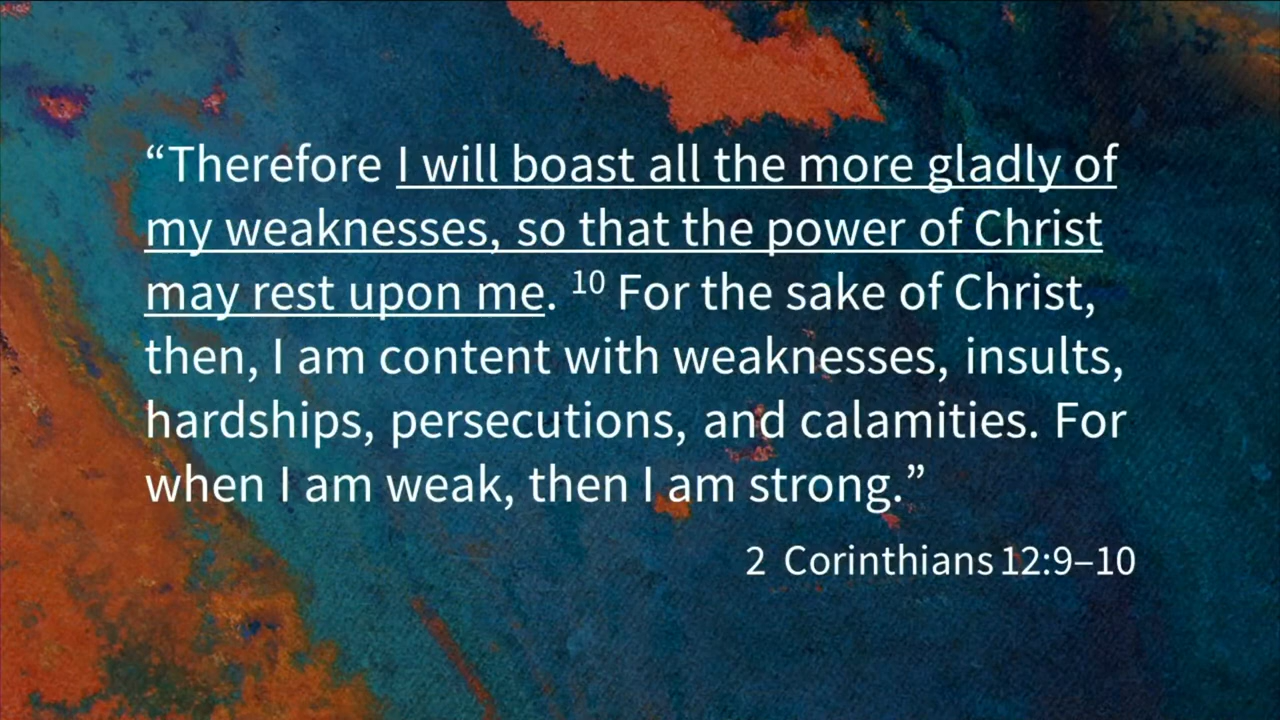 “Therefore I will boast all the more gladly of
my weaknesses, so that the power of Christ
may rest upon me. ¹⁰ For the sake of Christ,
then, I am content with weaknesses, insults,
hardships, persecutions, and calamities. For
when I am weak, then I am strong.”
2 Corinthians 12:9–10